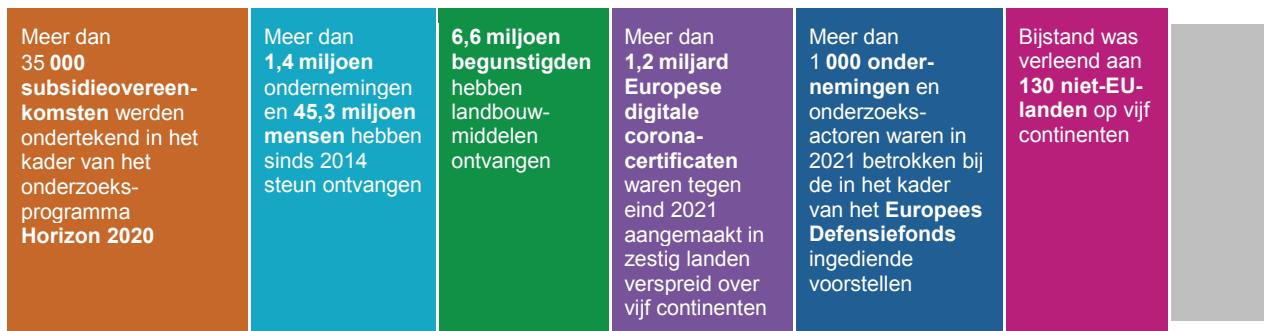 Meer dan
35 000
subsidieovereen-
komsten werden
ondertekend in het
kader van het
onderzoeks-
programma
Horizon 2020
Meer dan
1,4 miljoen
ondernemingen
en 45,3 miljoen
mensen hebben
sinds 2014
steun ontvangen
6,6 miljoen
begunstigden
hebben
landbouw-
middelen
ontvangen
Meer dan
1,2 miljard
Europese
digitale
corona-
certificaten
waren tegen
eind 2021
aangemaakt in
zestig landen
verspreid over
vijf continenten
Meer dan
1 000 onder-
nemingen en
onderzoeks-
actoren waren in
2021 betrokken bij
de in het kader
van het Europees
Defensiefonds
ingediende
voorstellen
Bijstand was
verleend aan
130 niet-EU-
landen op vijf
continenten